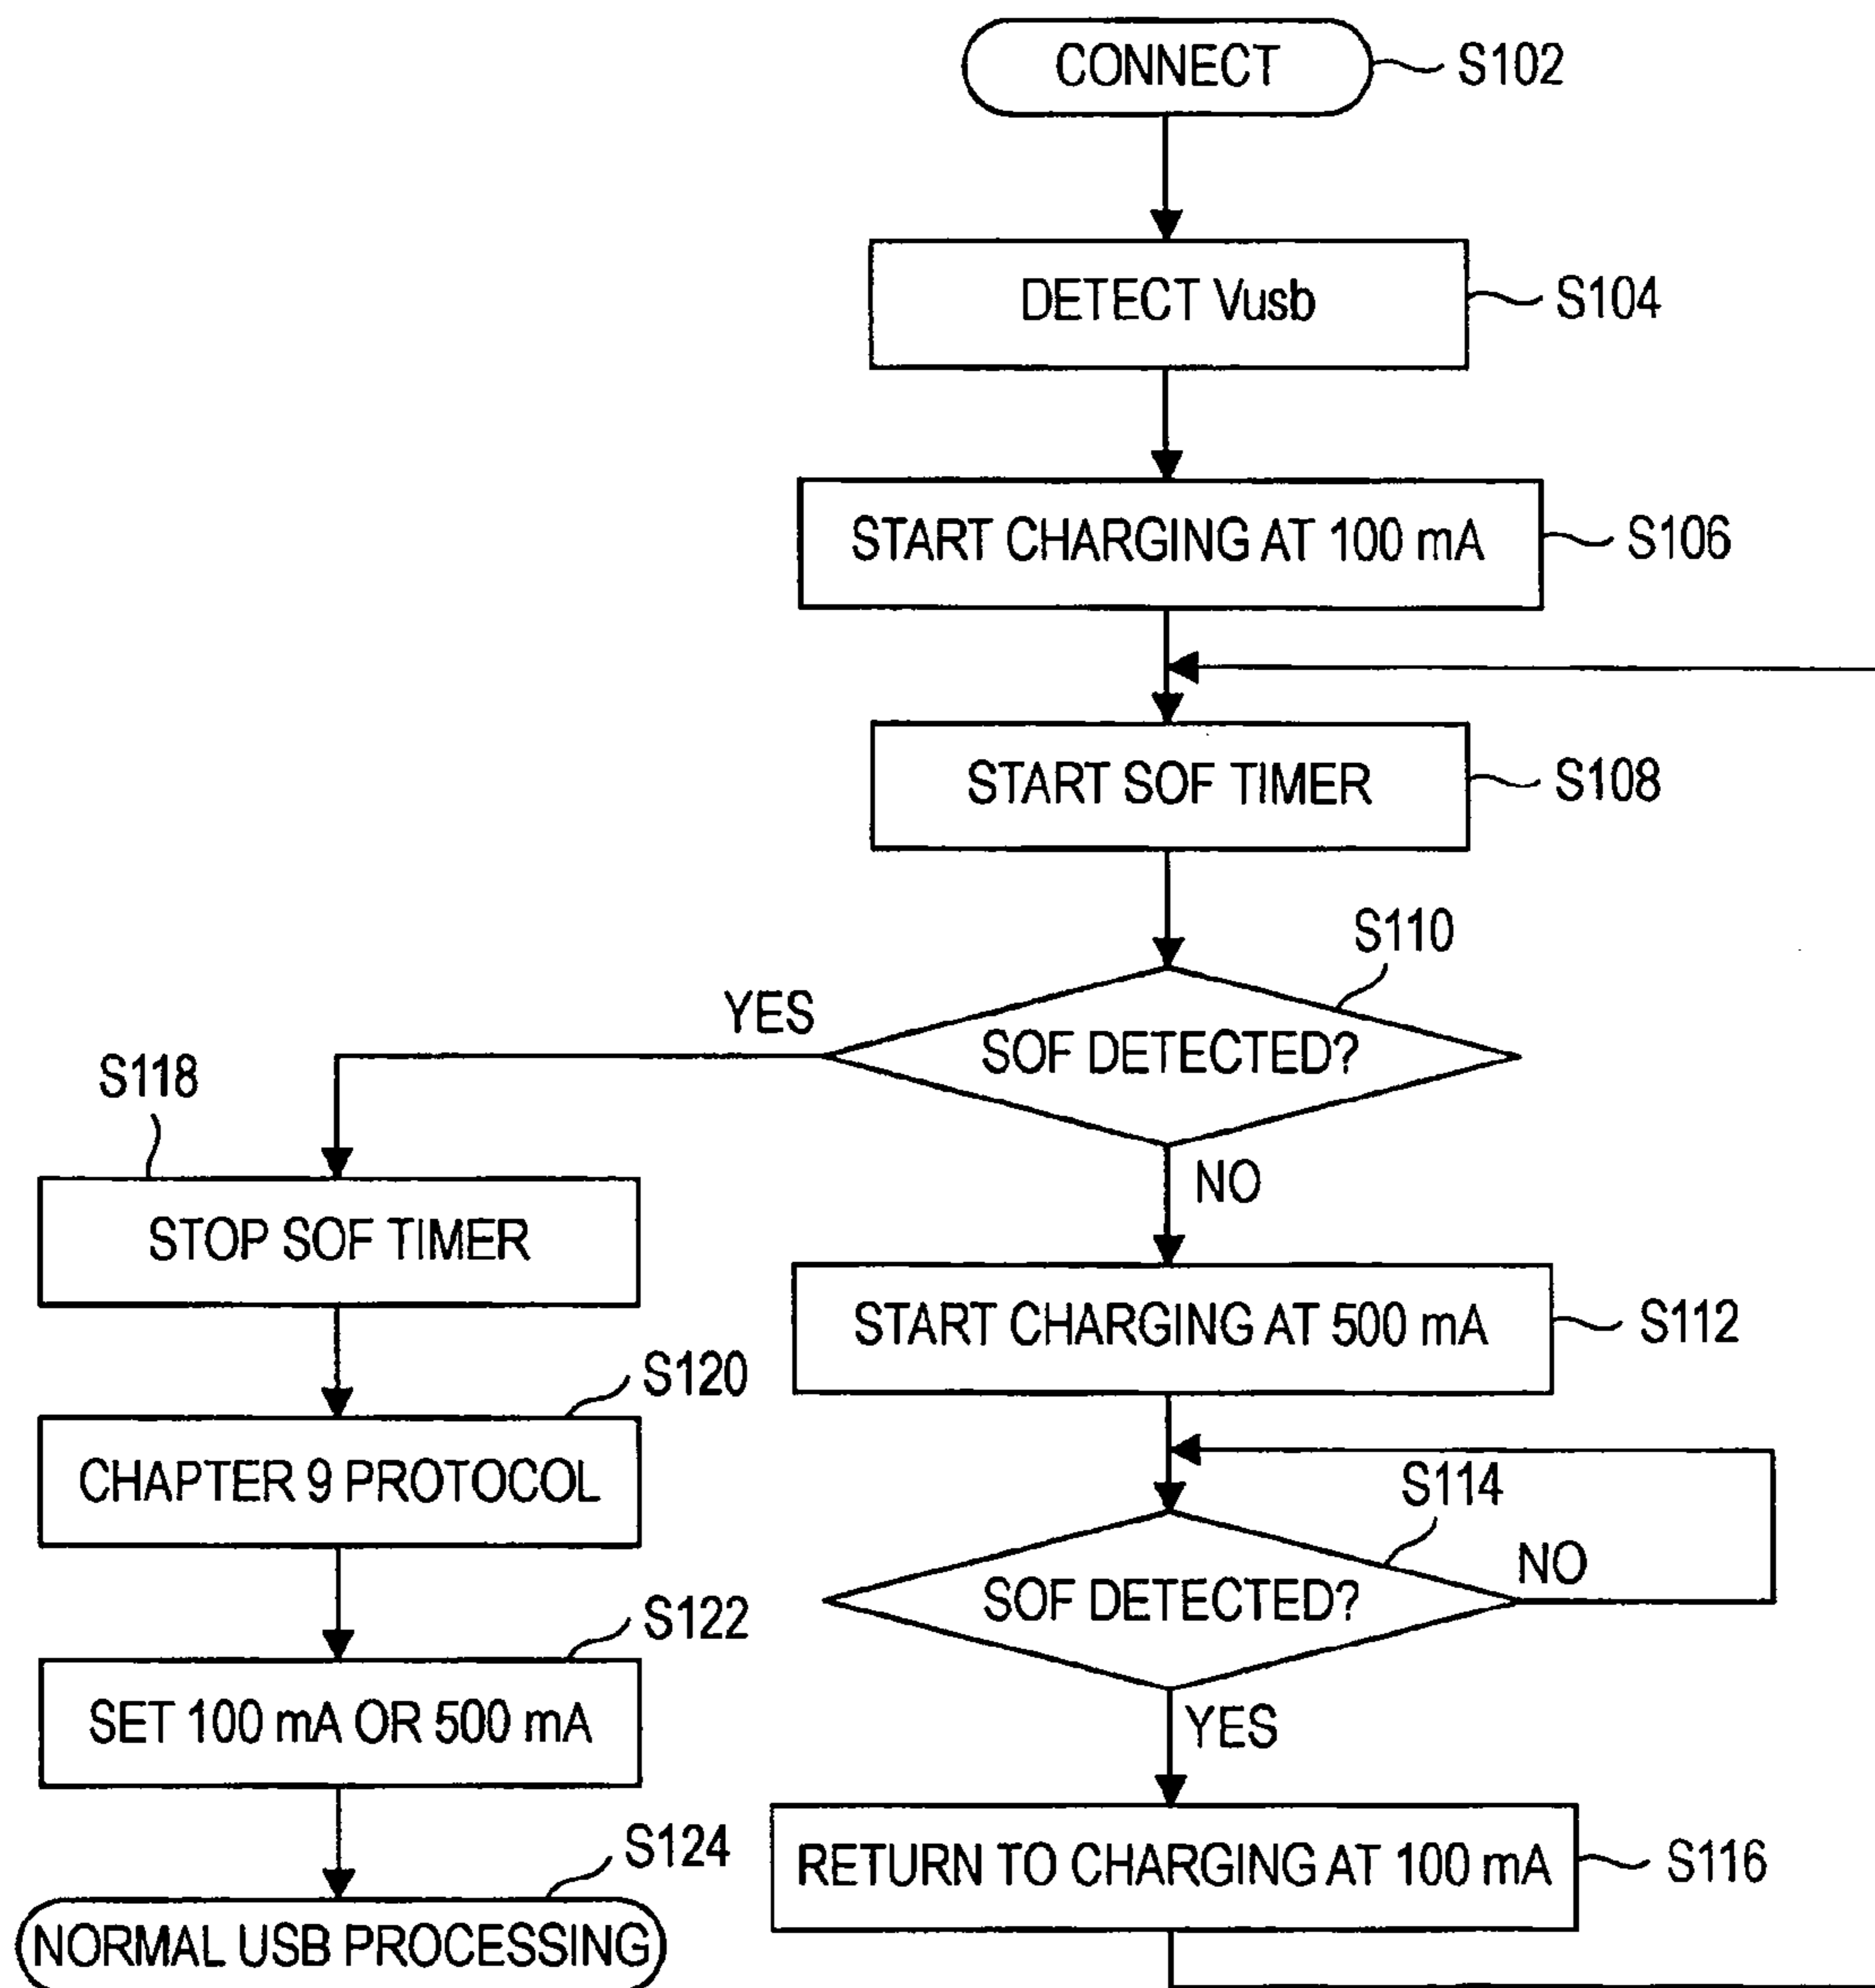 CONNECT
S102
DETECT Vusb
S104
START CHARGING AT 100 mA
S106
START SOF TIMER
S108
S110
SOF DETECTED?
YES
NO
S118
STOP SOF TIMER
START CHARGING AT 500 mA
S112
S120
CHAPTER 9 PROTOCOL
S114
SOF DETECTED?
NO
YES
S122
SET 100 mA OR 500 mA
RETURN TO CHARGING AT 100 mA
S116
S124
NORMAL USB PROCESSING